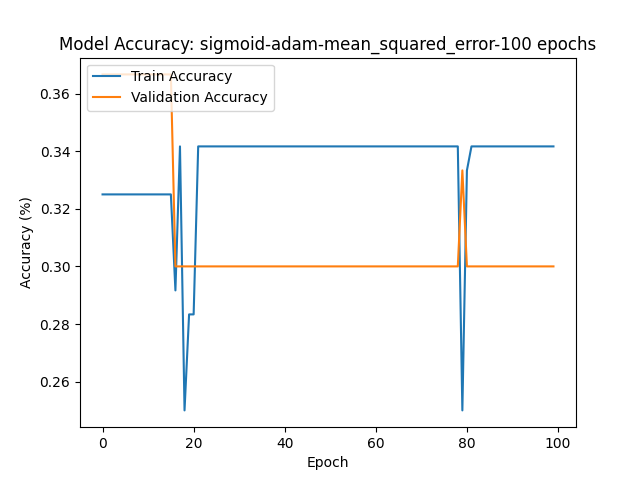 Model Accuracy: sigmoid-adam-mean_squared_error-100 epochs
Train Accuracy
Validation Accuracy
0.36
0.34
0.32
0.30
0.28
0.26
Accuracy (%)
0 20 40 60 80 100
Epoch